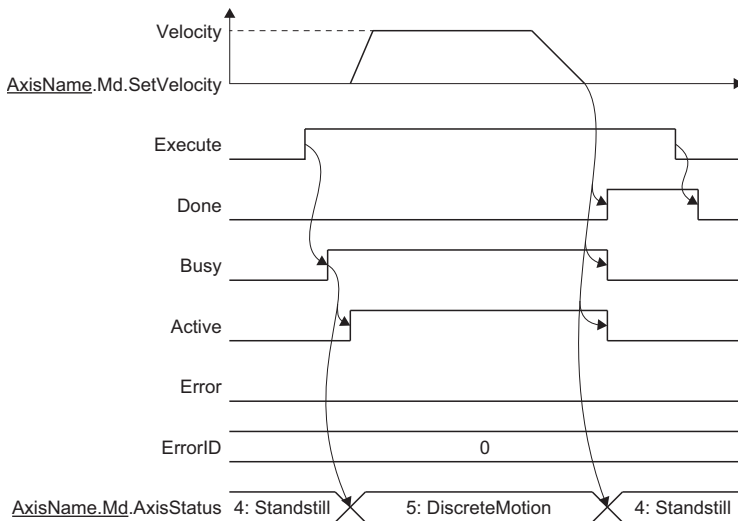 Velocity
AxisName.Md.SetVelocity
Execute
Done
Busy
Active
Error
ErrorID 0
AxisName.Md.AxisStatus 4: Standstill 5: DiscreteMotion 4: Standstill